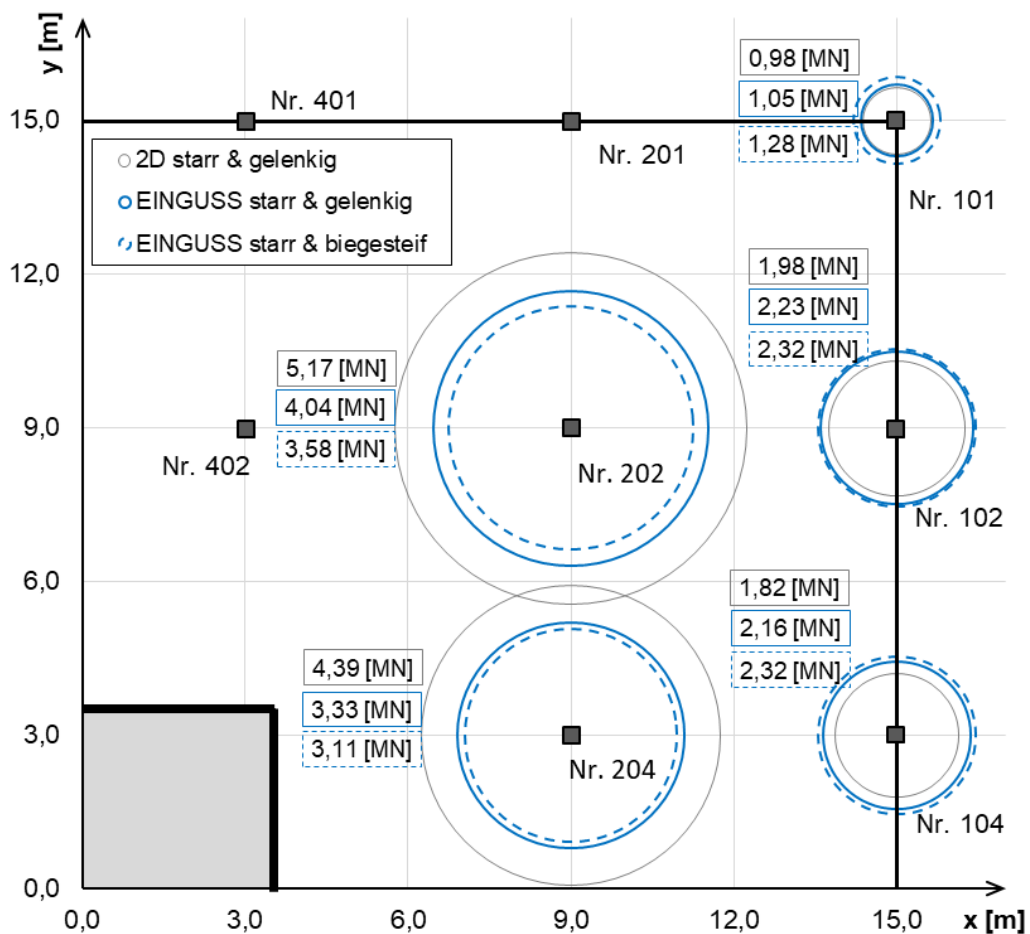 y [m]
15,0
12,0
9,0
6,0
3,0
0,0
Nr. 401
Nr. 201
0,98 [MN]
1,05 [MN]
1,28 [MN]
Nr. 101
2D starr & gelenkig
EINGUSS starr & gelenkig
EINGUSS starr & biegesteif
1,98 [MN]
2,23 [MN]
2,32 [MN]
5,17 [MN]
4,04 [MN]
3,58 [MN]
Nr. 402
Nr. 202
Nr. 102
1,82 [MN]
2,16 [MN]
2,32 [MN]
4,39 [MN]
3,33 [MN]
3,11 [MN]
Nr. 204
Nr. 104
0,0 3,0 6,0 9,0 12,0 15,0 x [m]